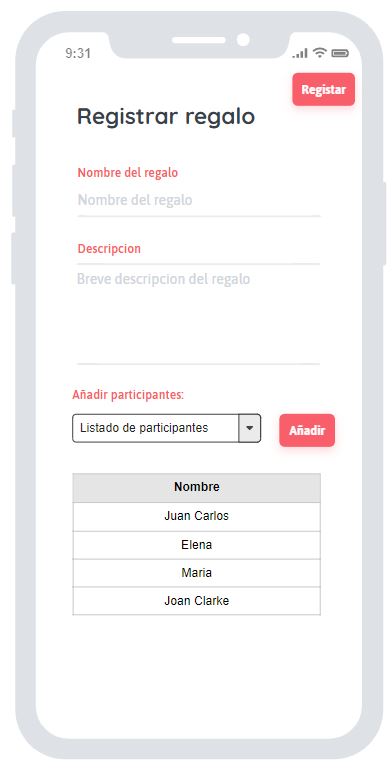 9:31
Registar
Registrar regalo
Nombre del regalo
Nombre del regalo
Descripcion
Breve descripcion del regalo
Añadir participantes:
Listado de participantes
Añadir
Nombre
Juan Carlos
Elena
Maria
Joan Clarke